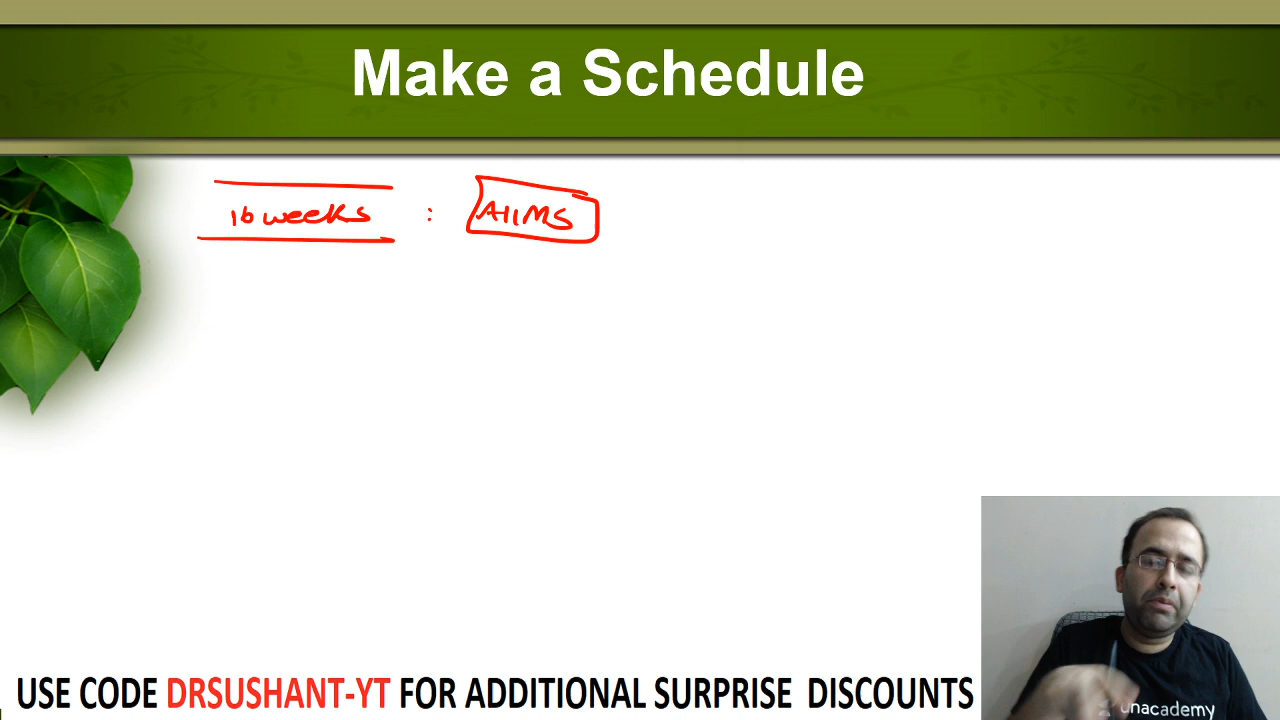 Make a Schedule
16 weeks : AIIMS
USE CODE DRSUSHANT-YT FOR ADDITIONAL SURPRISE DISCOUNTS
unacademy